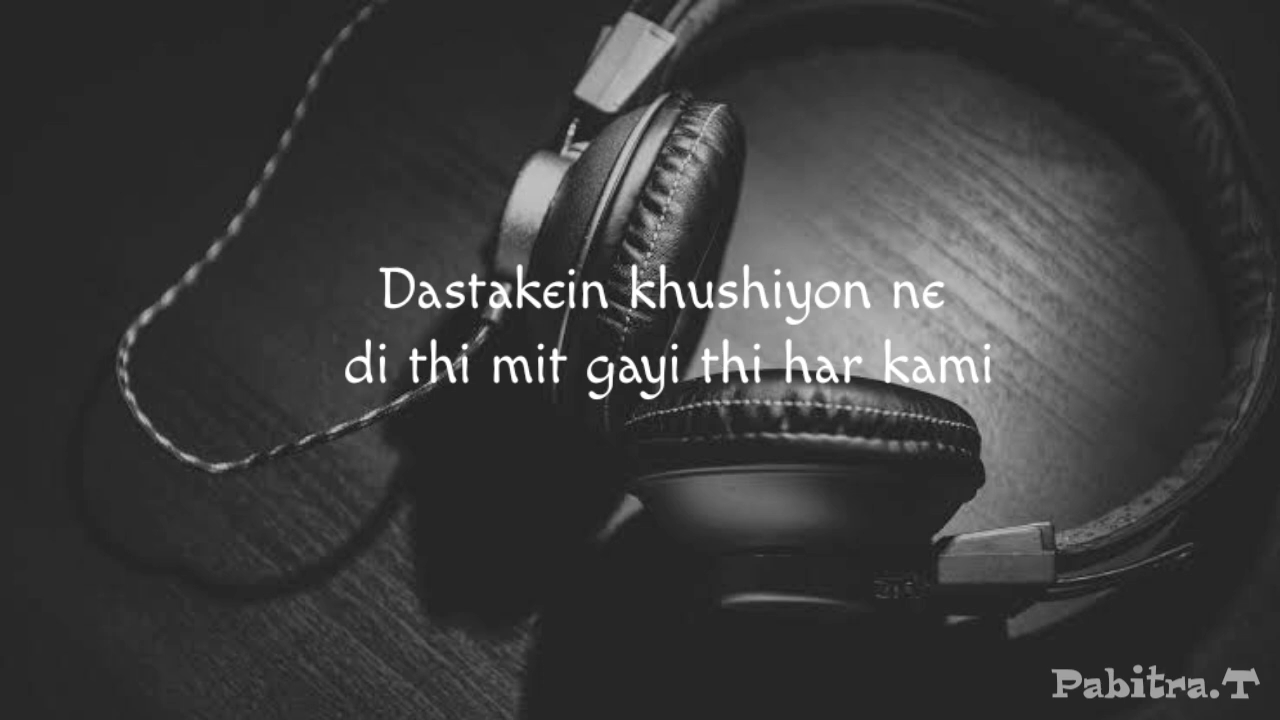 Dastakein khushiyon ne
di thi mit gayi thi har kami
Pabitra.T